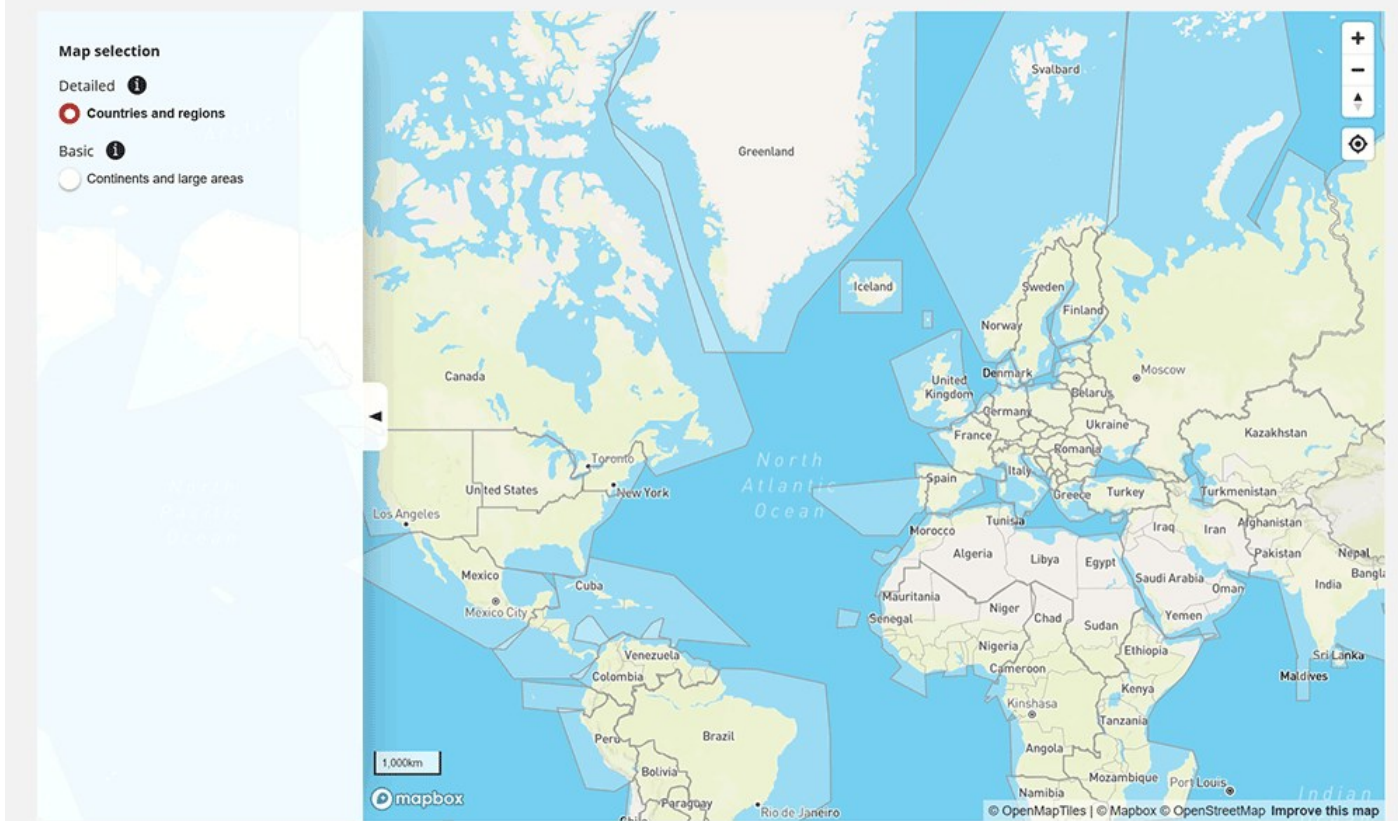 Map selection
Detailed
Countries and regions
Basic
Continents and large areas
Svalbard
Greenland
Iceland
Sweden
Finland
Norway
Canada
Denmark
Moscow
United
Kingdom
Belarus
Germany
Ukraine
France
Kazakhstan
Romania
Toronto
North
Atlantic
Ocean
Italy
Spain
United States
New York
Greece
Turkey
Turkmenistan
Los Angeles
Tunisia
Morocco
Iraq
Iran
Afghanistan
Algeria
Libya
Egypt
Pakistan
Nepal
Mexico
Cuba
Saudi Arabia
Oman
India
Bangla
Mauritania
Mexico City
Niger
Chad
Sudan
Yemen
Senegal
Nigeria
Ethiopia
Venezuela
Cameroon
Sri Lanka
Colombia
Maldives
Kenya
Kinshasa
Tanzania
Peru
Brazil
Angola
1,000km
Bolivia
Mozambique
Port Louis
Namibia
Indian
mapbox
Paraguay
Rio de Janeiro
© OpenMapTiles | © Mapbox © OpenStreetMap Improve this map